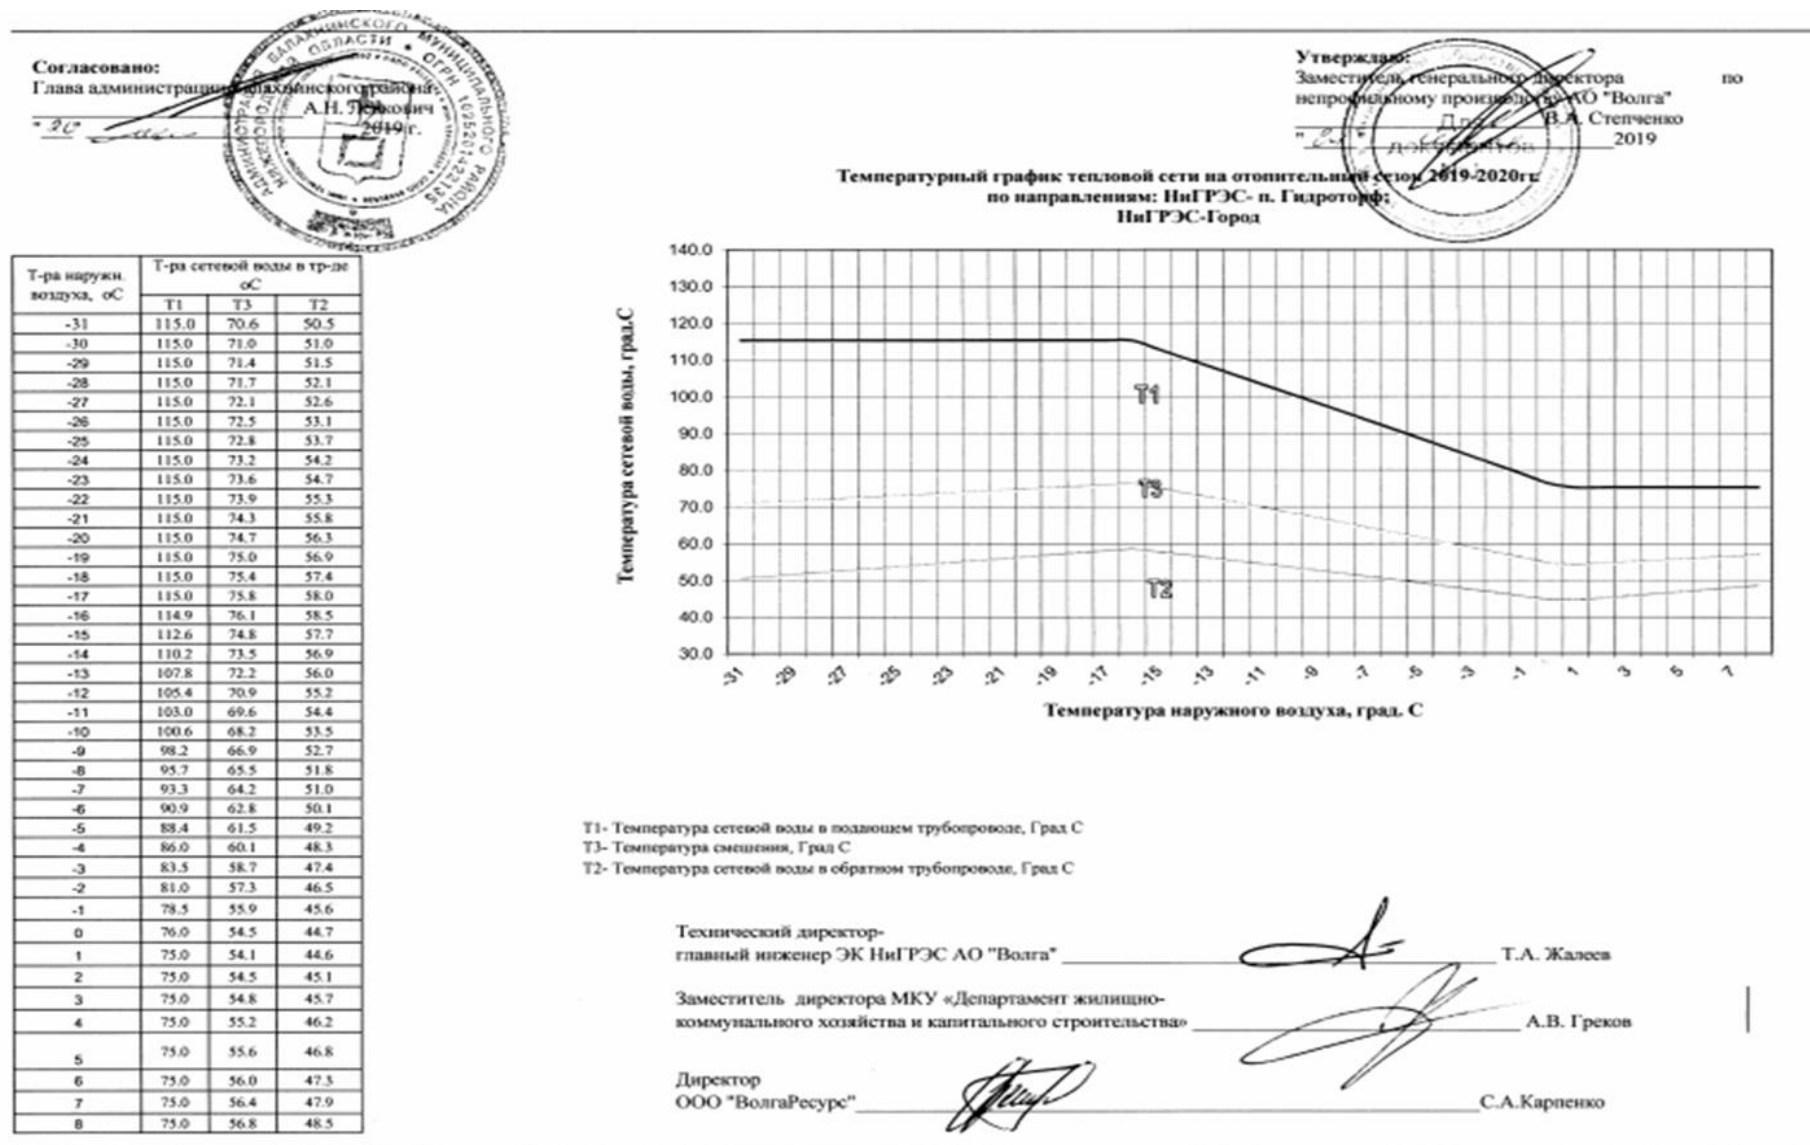 Согласовано:
Глава администрации Балахнинского района
А.Н.
2019 г.
Утверждаю:
Заместитель генерального директора по
непрофильному производству АО "Волга"
В.А. Степченко
2019
Температурный график тепловой сети на отопительный сезон 2019-2020гг.
по направлениям: НиГРЭС- п. Гидроторф;
НиГРЭС-Город
Т-ра наружн. воздуха, оС Т-ра сетевой воды в тр-де оС
Т1 Т3 Т2
-31 115.0 70.6 50.5
-30 115.0 71.0 51.0
-29 115.0 71.4 51.5
-28 115.0 71.7 52.1
-27 115.0 72.1 52.6
-26 115.0 72.5 53.1
-25 115.0 72.8 53.7
-24 115.0 73.2 54.2
-23 115.0 73.6 54.7
-22 115.0 73.9 55.3
-21 115.0 74.3 55.8
-20 115.0 74.7 56.3
-19 115.0 75.0 56.9
-18 115.0 75.4 57.4
-17 115.0 75.8 58.0
-16 114.9 76.1 58.5
-15 112.6 74.8 57.7
-14 110.2 73.5 56.9
-13 107.8 72.2 56.0
-12 105.4 70.9 55.2
-11 103.0 69.6 54.4
-10 100.6 68.2 53.5
-9 98.2 66.9 52.7
-8 95.7 65.5 51.8
-7 93.3 64.2 51.0
-6 90.9 62.8 50.1
-5 88.4 61.5 49.2
-4 86.0 60.1 48.3
-3 83.5 58.7 47.4
-2 81.0 57.3 46.5
-1 78.5 55.9 45.6
0 76.0 54.5 44.7
1 75.0 54.1 44.6
2 75.0 54.5 45.1
3 75.0 54.8 45.7
4 75.0 55.2 46.2
5 75.0 55.6 46.8
6 75.0 56.0 47.3
7 75.0 56.4 47.9
8 75.0 56.8 48.5
Температура сетевой воды, град.С
140.0
130.0
120.0
110.0
100.0
90.0
80.0
70.0
60.0
50.0
40.0
30.0
Т1
Т3
Т2
-31 -29 -27 -25 -23 -21 -19 -17 -15 -13 -11 -9 -7 -5 -3 -1 1 3 5 7
Температура наружного воздуха, град. С
Т1- Температура сетевой воды в подающем трубопроводе, Град С
Т3- Температура смешения, Град С
Т2- Температура сетевой воды в обратном трубопроводе, Град С
Технический директор-
главный инженер ЭК НиГРЭС АО "Волга" Т.А. Жалеев
Заместитель директора МКУ «Департамент жилищно-
коммунального хозяйства и капитального строительства» А.В. Греков
Директор
ООО "ВолгаРесурс" С.А.Карпенко